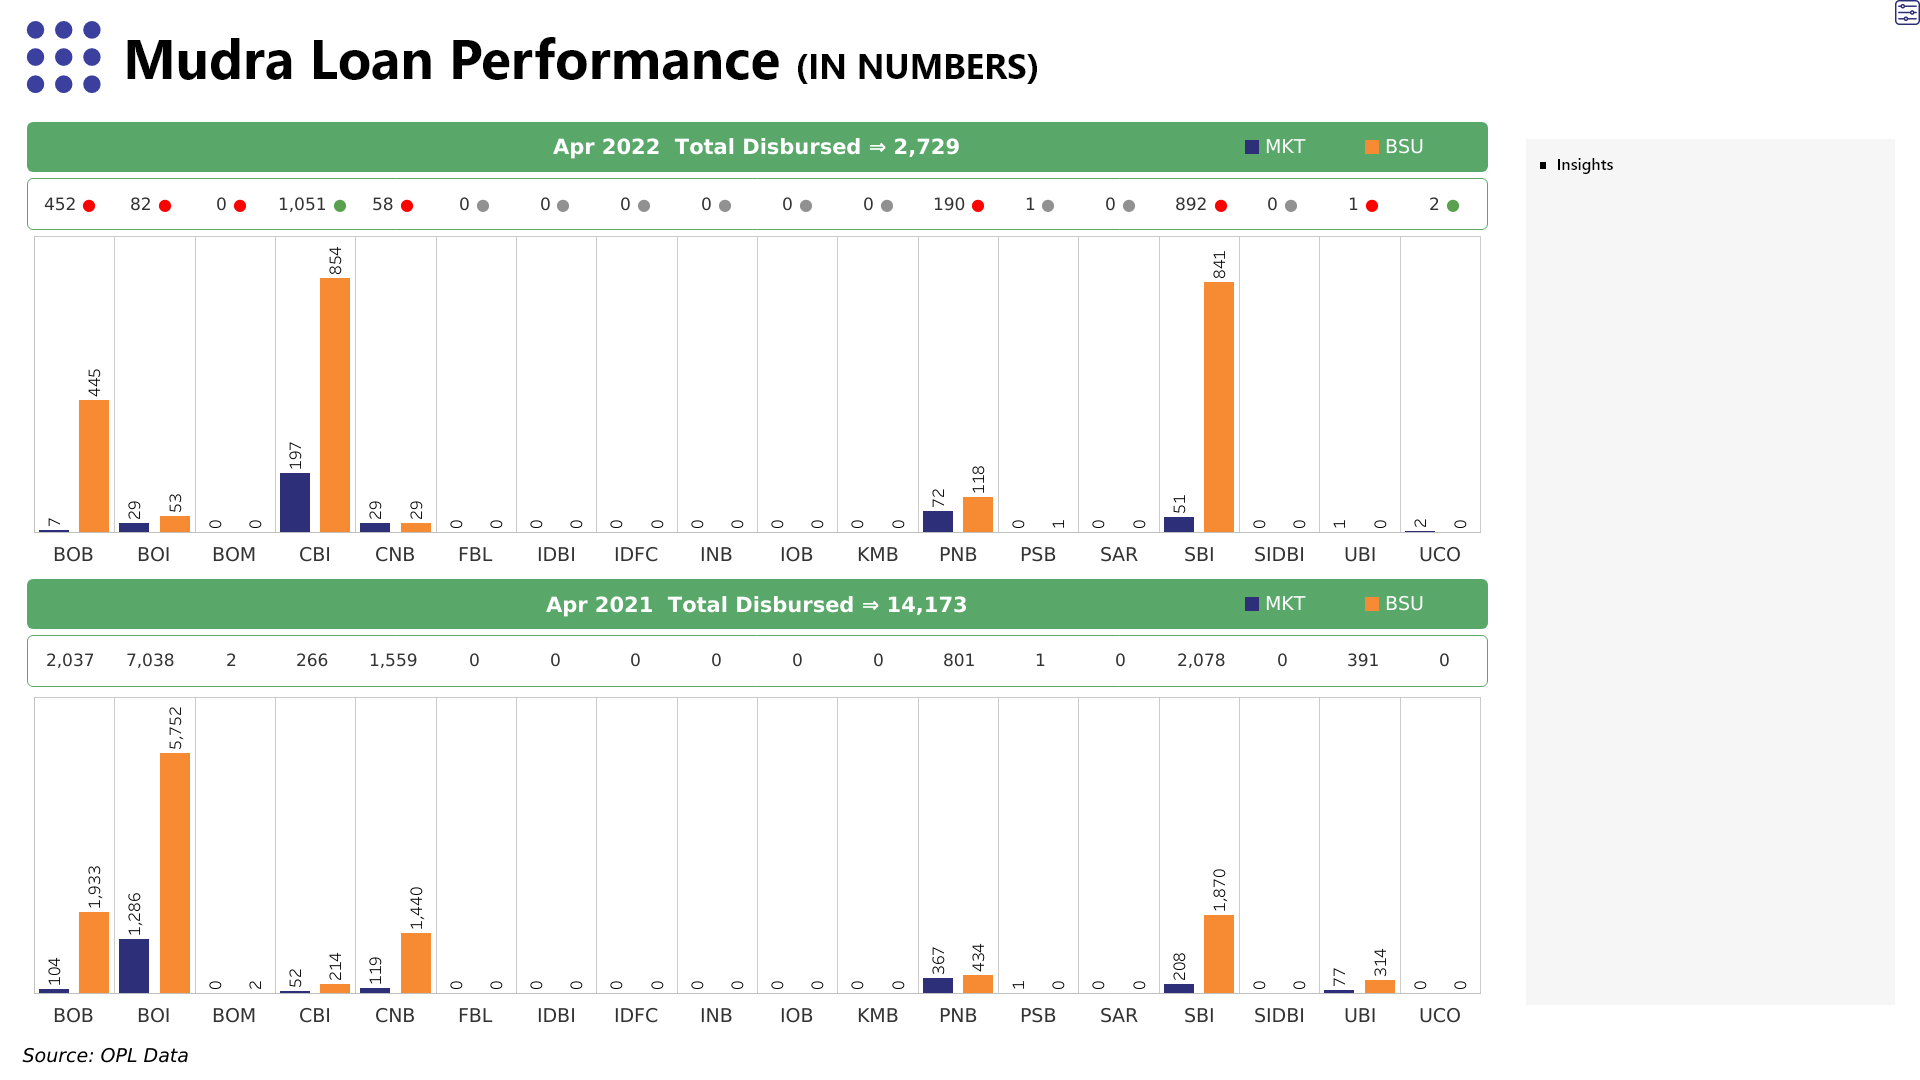 Mudra Loan Performance (IN NUMBERS)
Apr 2022 Total Disbursed ⇒ 2,729 MKT BSU
452 82 0 1,051 58 0 0 0 0 0 0 190 1 0 892 0 1 2
7 445 29 53 0 0 197 854 29 29 0 0 0 0 0 0 0 0 0 0 0 0 72 118 0 1 0 0 51 841 0 0 1 0 2 0
BOB BOI BOM CBI CNB FBL IDBI IDFC INB IOB KMB PNB PSB SAR SBI SIDBI UBI UCO
Apr 2021 Total Disbursed ⇒ 14,173 MKT BSU
2,037 7,038 2 266 1,559 0 0 0 0 0 0 801 1 0 2,078 0 391 0
104 1,933 1,286 5,752 0 2 52 214 119 1,440 0 0 0 0 0 0 0 0 0 0 0 0 367 434 1 0 0 0 208 1,870 0 0 77 314 0 0
BOB BOI BOM CBI CNB FBL IDBI IDFC INB IOB KMB PNB PSB SAR SBI SIDBI UBI UCO
Source: OPL Data
▪ Insights